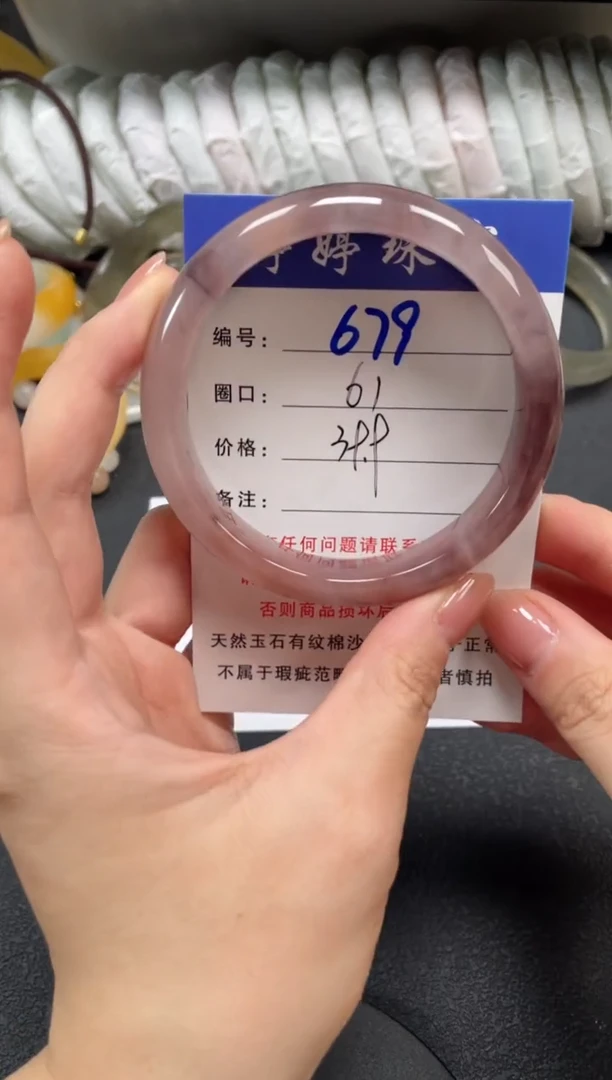 婷珠
编号： 679
圈口： 61
价格：
备注：
任何问题请联系
否则商品损坏后
天然玉石有纹棉沙 正常
不属于瑕疵范 者慎拍